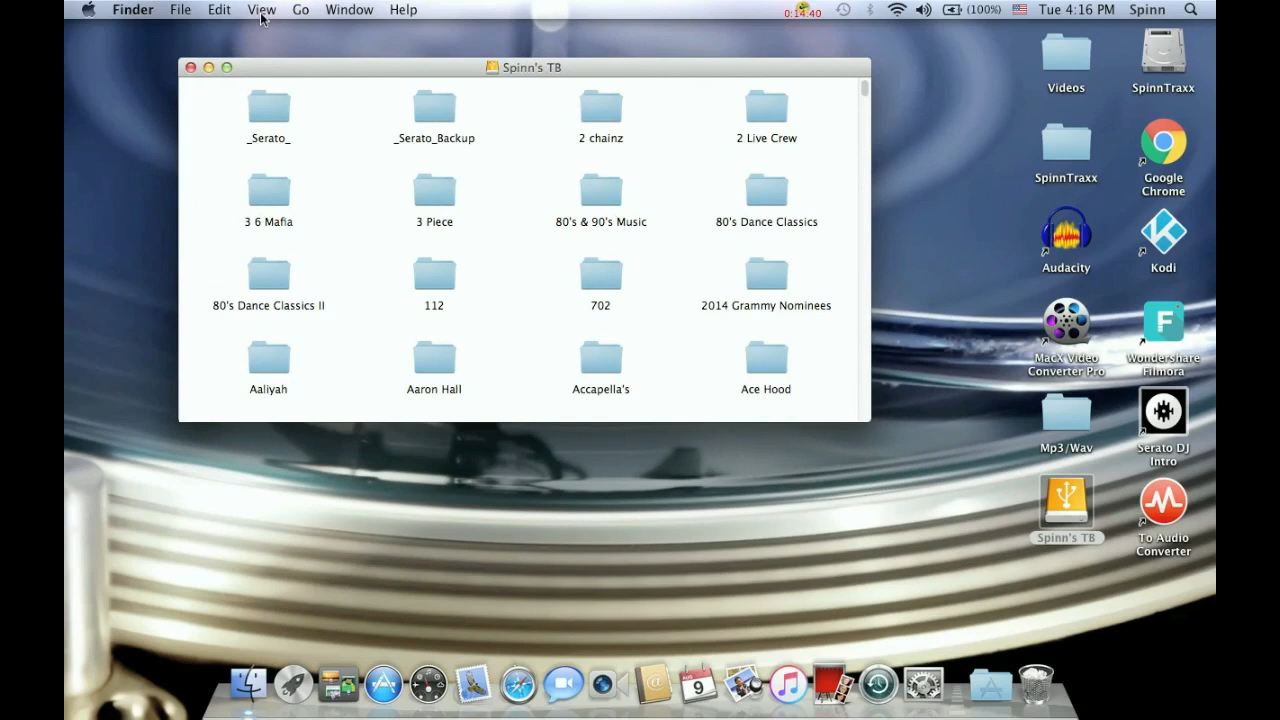 Finder File Edit View Go Window Help 0:14:40 (100%) Tue 4:16 PM Spinn
Spinn's TB
_Serato_ _Serato_Backup 2 chainz 2 Live Crew
3 6 Mafia 3 Piece 80's & 90's Music 80's Dance Classics
80's Dance Classics II 112 702 2014 Grammy Nominees
Aaliyah Aaron Hall Accapella's Ace Hood
Videos SpinnTraxx
SpinnTraxx Google
Chrome
Audacity Kodi
MacX Video Wondershare
Converter Pro Filmora
Mp3/Wav Serato DJ
Intro
Spinn's TB To Audio
Converter
AUG
9